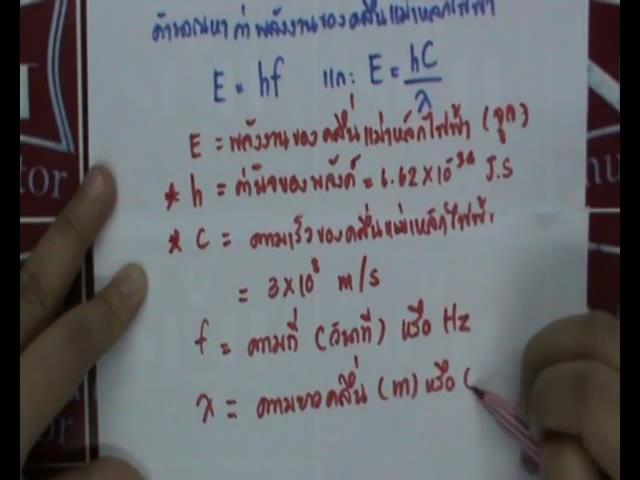 คำนวณหา ค่าพลังงานของคลื่นแม่เหล็กไฟฟ้า
E = hf และ E = hC/λ
E = พลังงานของคลื่นแม่เหล็กไฟฟ้า (จูล)
* h = ค่านิจของพลังค์ = 6.62×10⁻³⁴ J.S
* C = ความเร็วของคลื่นแม่เหล็กไฟฟ้า
= 3×10⁸ m/s
f = ความถี่ (วินาที) หรือ Hz
λ = ความยาวคลื่น (m) หรือ (
tor